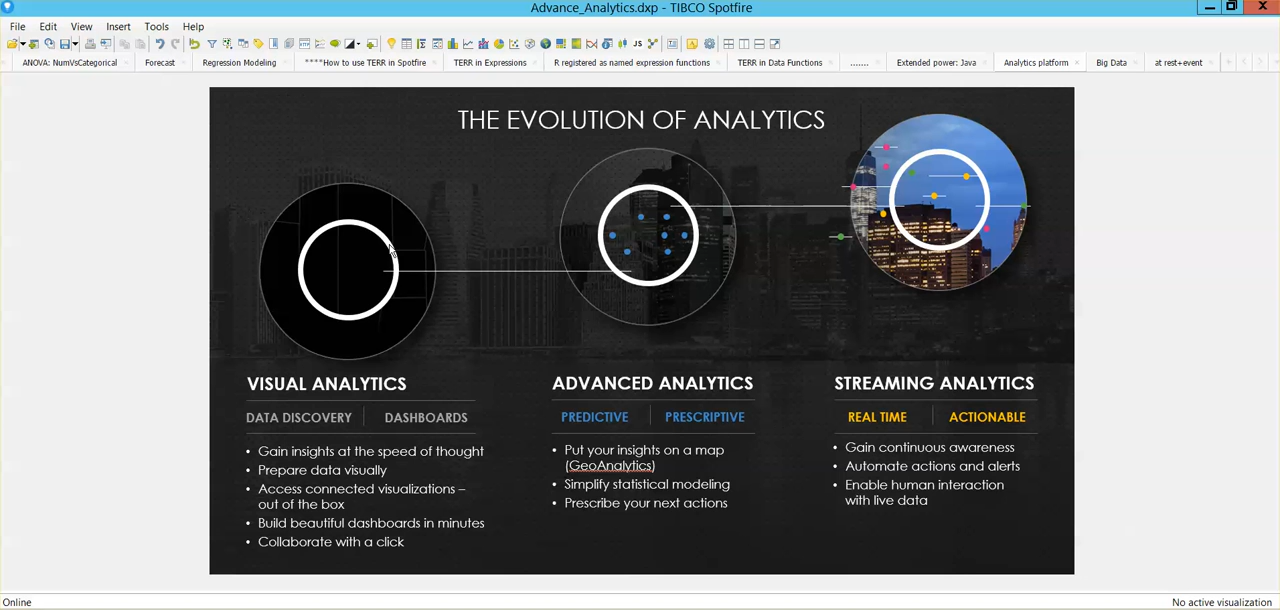 Advance_Analytics.dxp - TIBCO Spotfire
File Edit View Insert Tools Help
HTTP JS
ANOVA: NumVsCategorical Forecast Regression Modeling ****How to use TERR in Spotfire TERR in Expressions R registered as named expression functions TERR in Data Functions ....... Extended power: Java Analytics platform Big Data at rest+event
THE EVOLUTION OF ANALYTICS
VISUAL ANALYTICS
DATA DISCOVERY DASHBOARDS
• Gain insights at the speed of thought
• Prepare data visually
• Access connected visualizations –
out of the box
• Build beautiful dashboards in minutes
• Collaborate with a click
ADVANCED ANALYTICS
PREDICTIVE PRESCRIPTIVE
• Put your insights on a map
(GeoAnalytics)
• Simplify statistical modeling
• Prescribe your next actions
STREAMING ANALYTICS
REAL TIME ACTIONABLE
• Gain continuous awareness
• Automate actions and alerts
• Enable human interaction
with live data
Online No active visualization